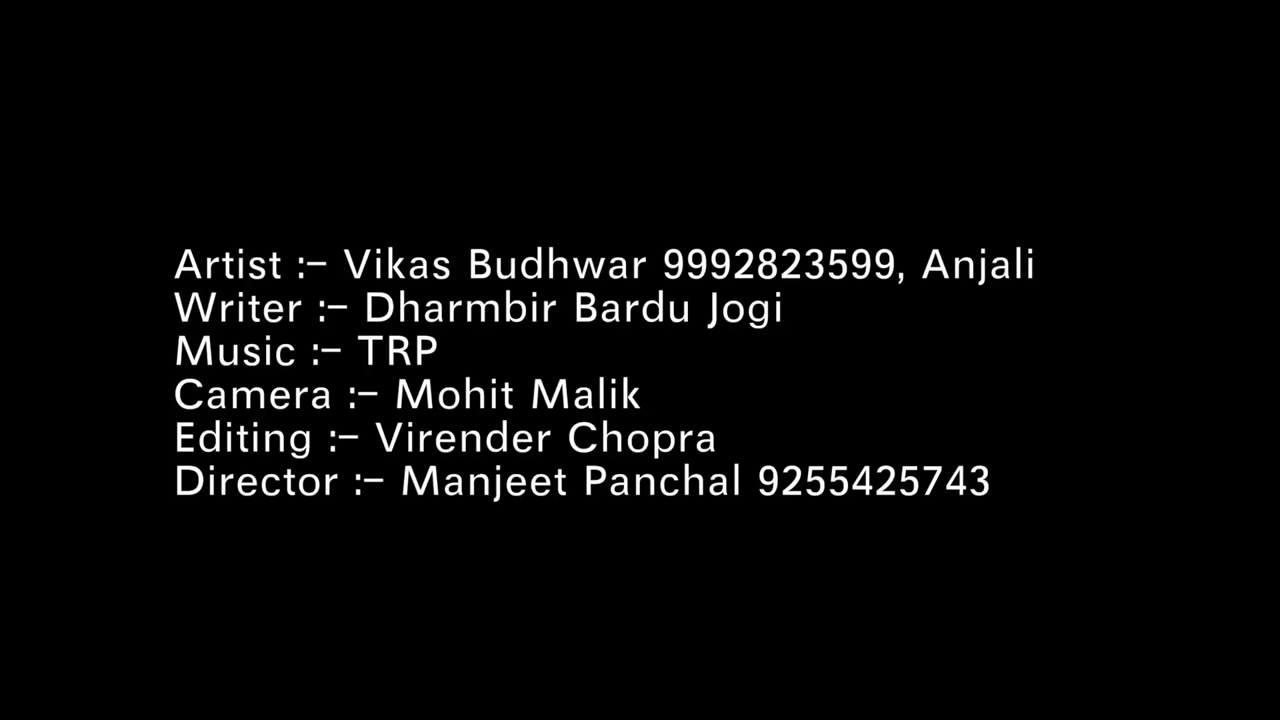 Artist :– Vikas Budhwar 9992823599, Anjali
Writer :– Dharmbir Bardu Jogi
Music :– TRP
Camera :– Mohit Malik
Editing :– Virender Chopra
Director :– Manjeet Panchal 9255425743